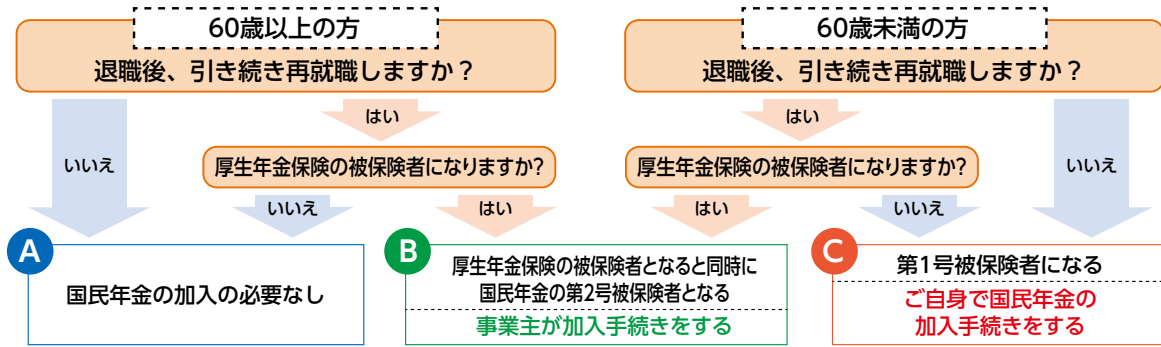 60歳以上の方
退職後、引き続き再就職しますか？
60歳未満の方
退職後、引き続き再就職しますか？
はい
はい
いいえ
厚生年金保険の被保険者になりますか?
厚生年金保険の被保険者になりますか?
いいえ
いいえ
はい
はい
いいえ
A
国民年金の加入の必要なし
B
厚生年金保険の被保険者となると同時に
国民年金の第2号被保険者となる
事業主が加入手続きをする
C
第1号被保険者になる
ご自身で国民年金の
加入手続きをする